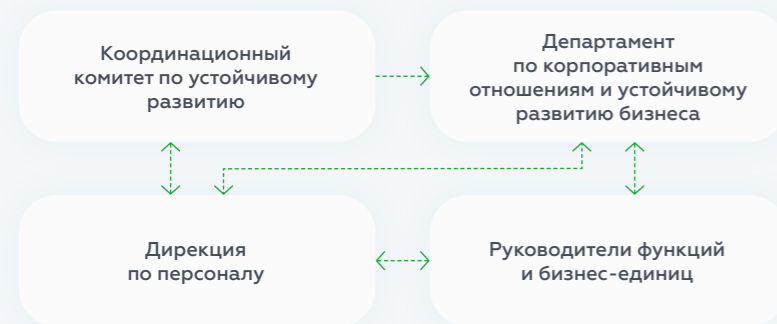 Координационный
комитет по устойчивому
развитию
Департамент
по корпоративным
отношениям и устойчивому
развитию бизнеса
Дирекция
по персоналу
Руководители функций
и бизнес-единиц